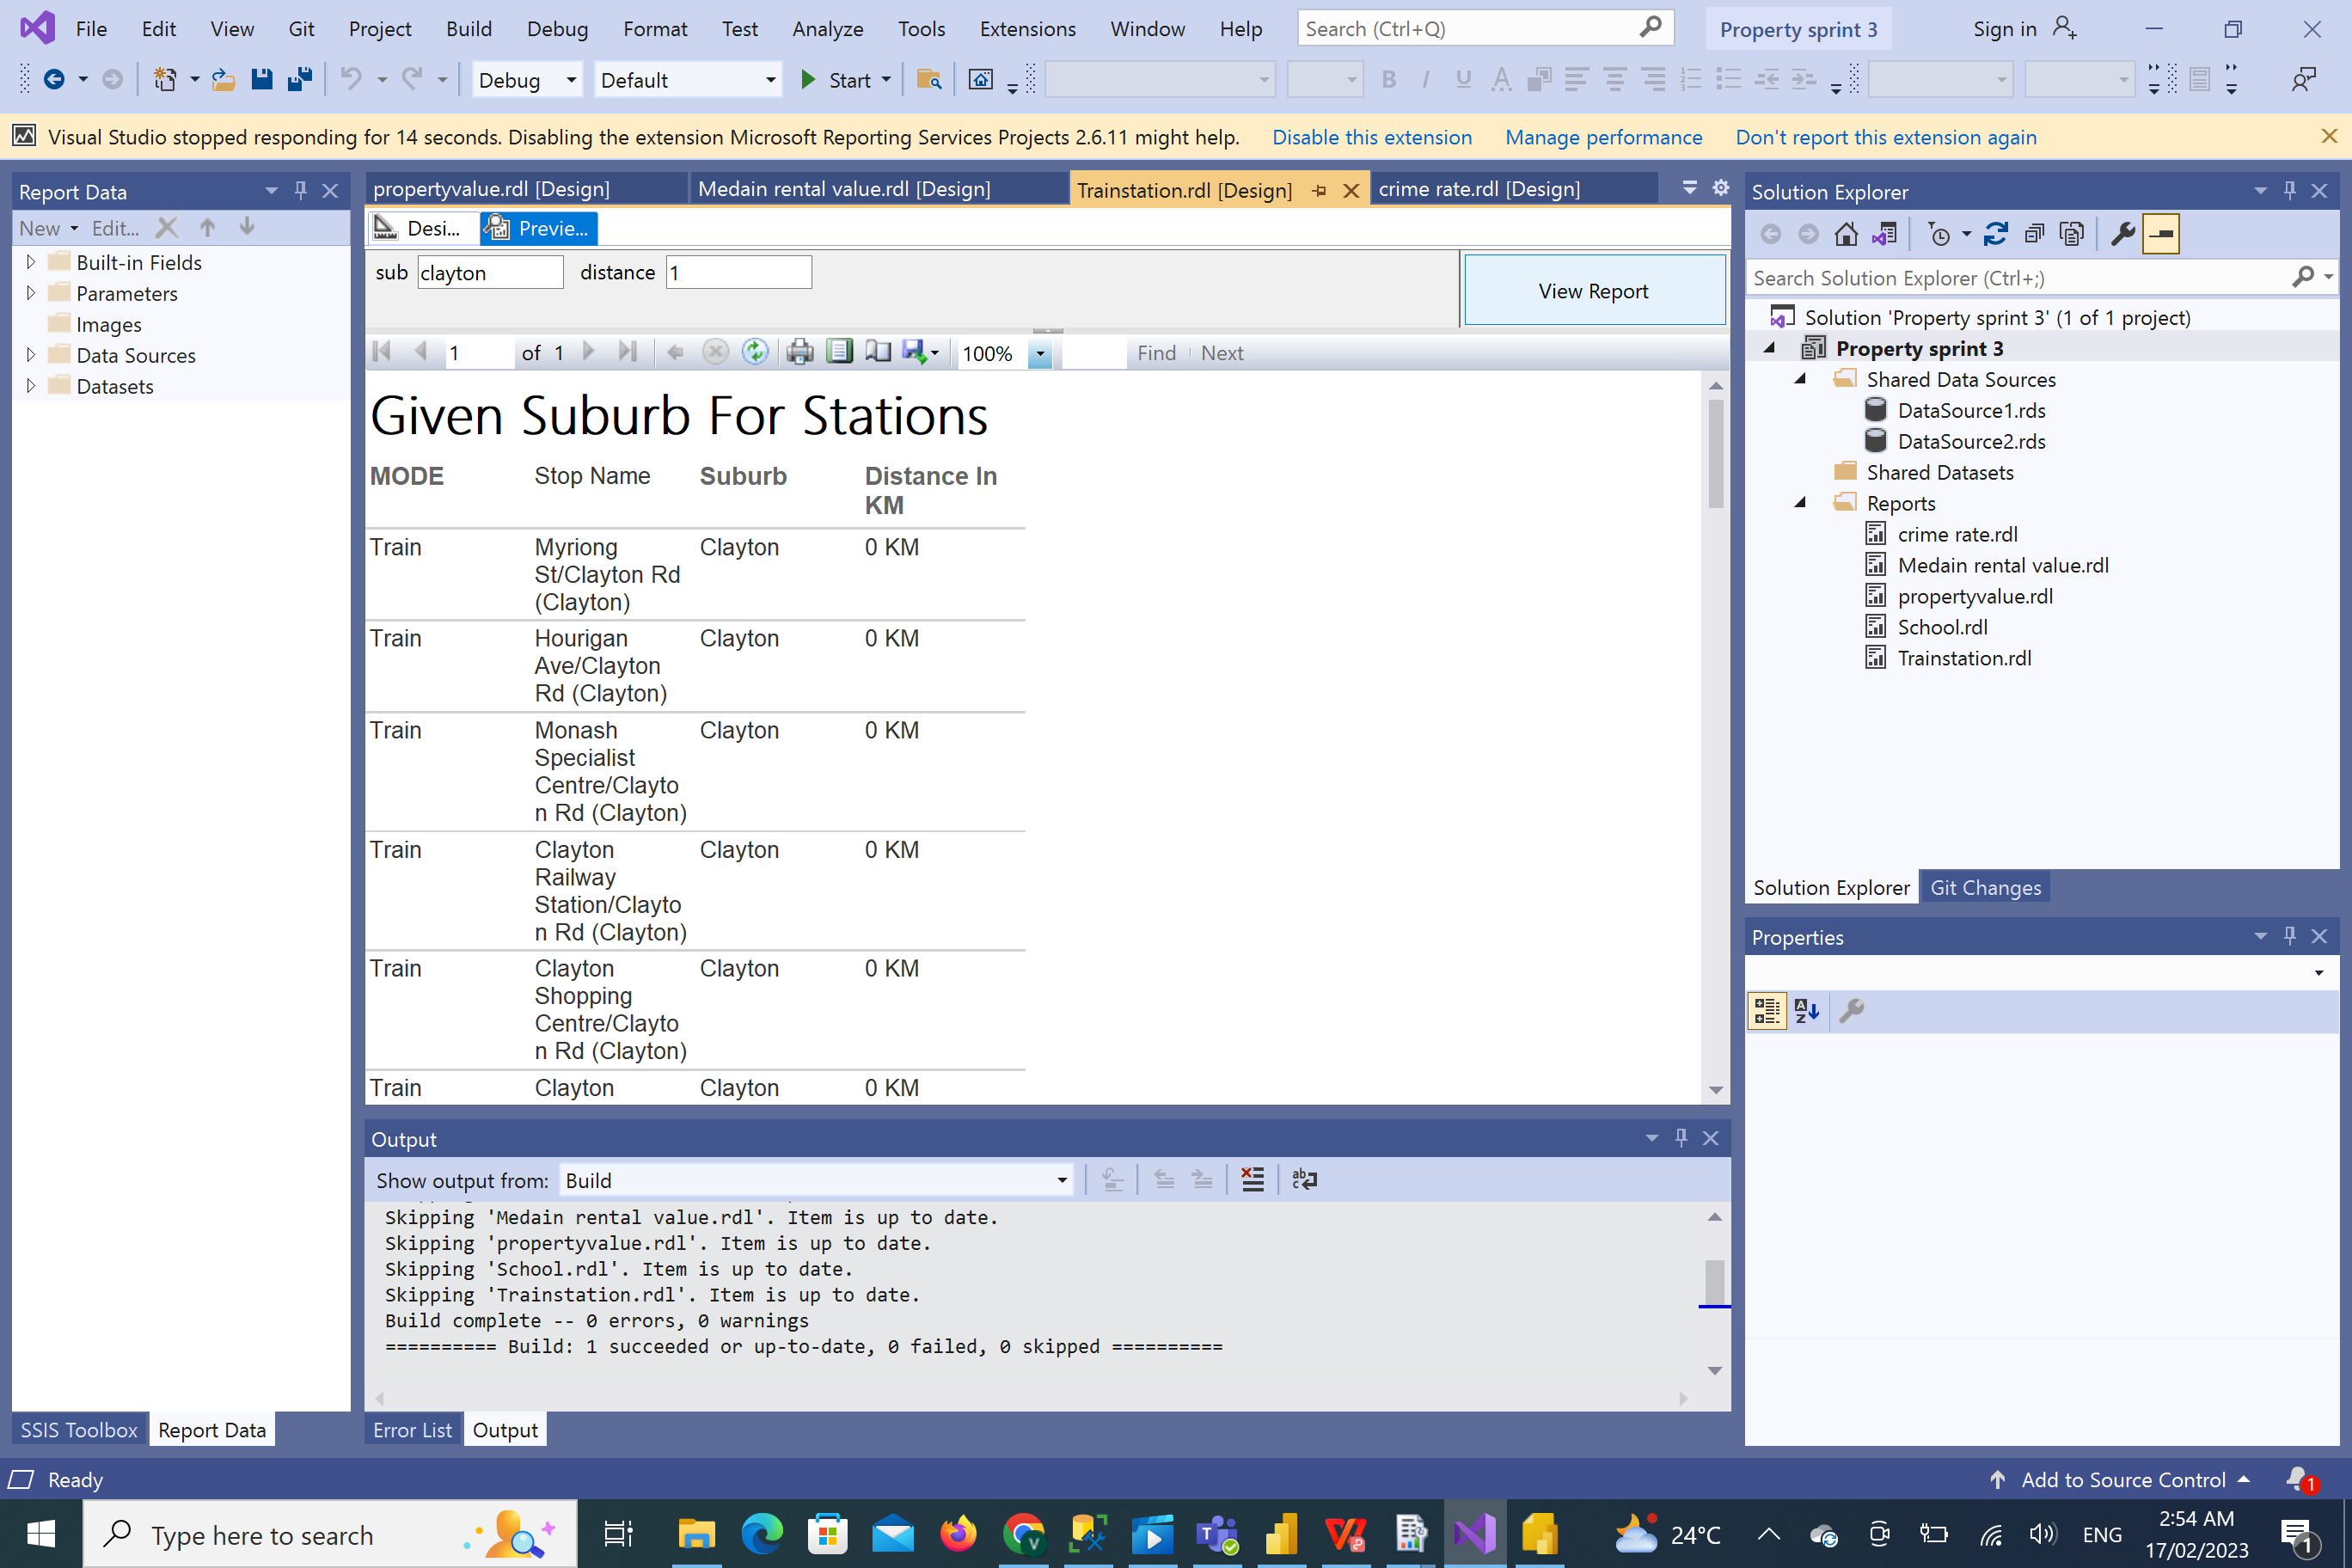 File Edit View Git Project Build Debug Format Test Analyze Tools Extensions Window Help Search (Ctrl+Q) Property sprint 3 Sign in
Debug Default Start B I U A
Visual Studio stopped responding for 14 seconds. Disabling the extension Microsoft Reporting Services Projects 2.6.11 might help. Disable this extension Manage performance Don't report this extension again
Report Data
New Edit...
Built-in Fields
Parameters
Images
Data Sources
Datasets
propertyvalue.rdl [Design] Medain rental value.rdl [Design] Trainstation.rdl [Design] crime rate.rdl [Design]
Desi... Previe...
sub clayton distance 1 View Report
1 of 1 100% Find Next
Given Suburb For Stations
MODE Stop Name Suburb Distance In
KM
Train Myriong Clayton 0 KM
St/Clayton Rd
(Clayton)
Train Hourigan Clayton 0 KM
Ave/Clayton
Rd (Clayton)
Train Monash Clayton 0 KM
Specialist
Centre/Clayto
n Rd (Clayton)
Train Clayton Clayton 0 KM
Railway
Station/Clayto
n Rd (Clayton)
Train Clayton Clayton 0 KM
Shopping
Centre/Clayto
n Rd (Clayton)
Train Clayton Clayton 0 KM
Output
Show output from: Build
Skipping 'Medain rental value.rdl'. Item is up to date.
Skipping 'propertyvalue.rdl'. Item is up to date.
Skipping 'School.rdl'. Item is up to date.
Skipping 'Trainstation.rdl'. Item is up to date.
Build complete -- 0 errors, 0 warnings
========== Build: 1 succeeded or up-to-date, 0 failed, 0 skipped ==========
SSIS Toolbox Report Data
Error List Output
Solution Explorer
Search Solution Explorer (Ctrl+;)
Solution 'Property sprint 3' (1 of 1 project)
Property sprint 3
Shared Data Sources
DataSource1.rds
DataSource2.rds
Shared Datasets
Reports
crime rate.rdl
Medain rental value.rdl
propertyvalue.rdl
School.rdl
Trainstation.rdl
Solution Explorer Git Changes
Properties
Ready Add to Source Control 1
Type here to search 24°C ENG 2:54 AM
17/02/2023 1